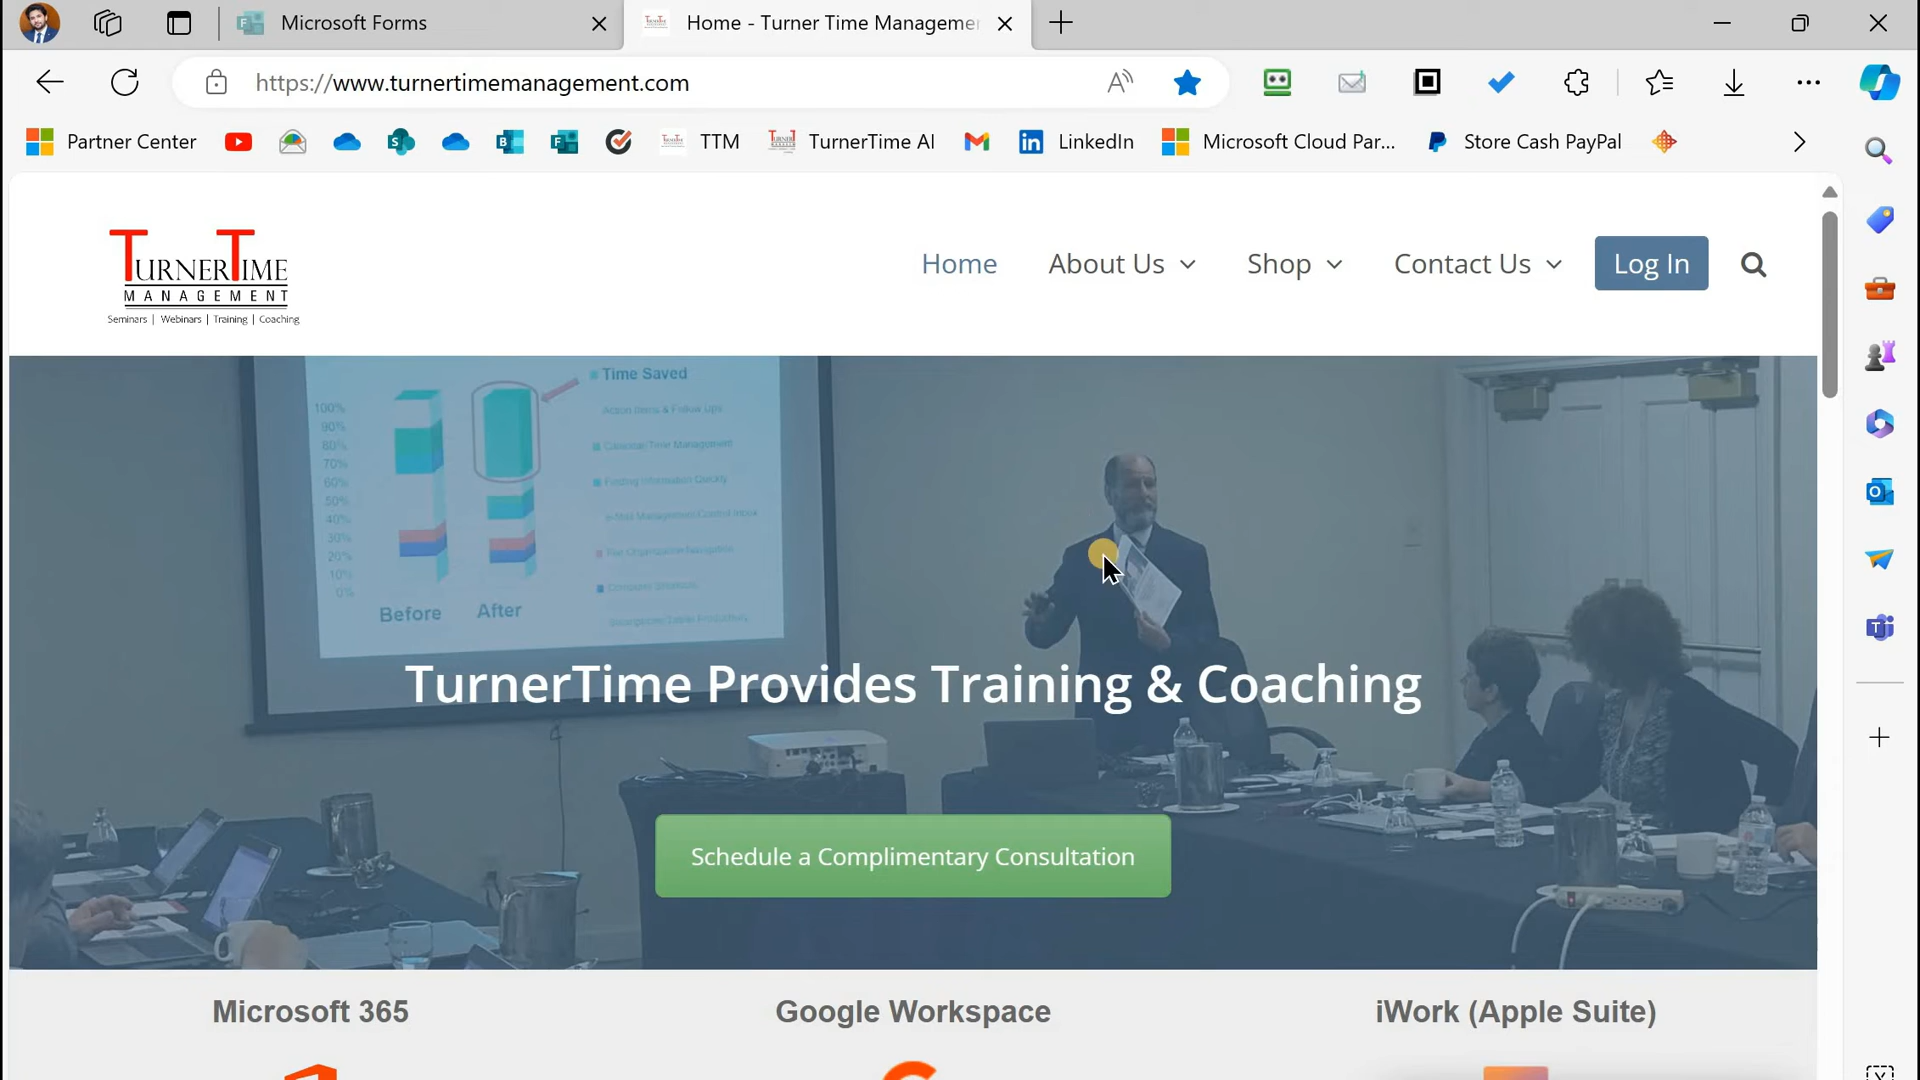 Microsoft Forms
Home - Turner Time Manageme
https://www.turnertimemanagement.com
Partner Center
TTM
TurnerTime AI
LinkedIn
Microsoft Cloud Par...
Store Cash PayPal
TURNERTIME
MANAGEMENT
Seminars | Webinars | Training | Coaching
Home
About Us
Shop
Contact Us
Log In
Time Saved
Action Items & Follow Ups
Calendar Time Management
Finding Information Quickly
e-Mail Management Control Inbox
File Organization Navigation
100%
90%
80%
70%
60%
50%
40%
30%
20%
10%
0%
Before
After
TurnerTime Provides Training & Coaching
Schedule a Complimentary Consultation
Microsoft 365
Google Workspace
iWork (Apple Suite)